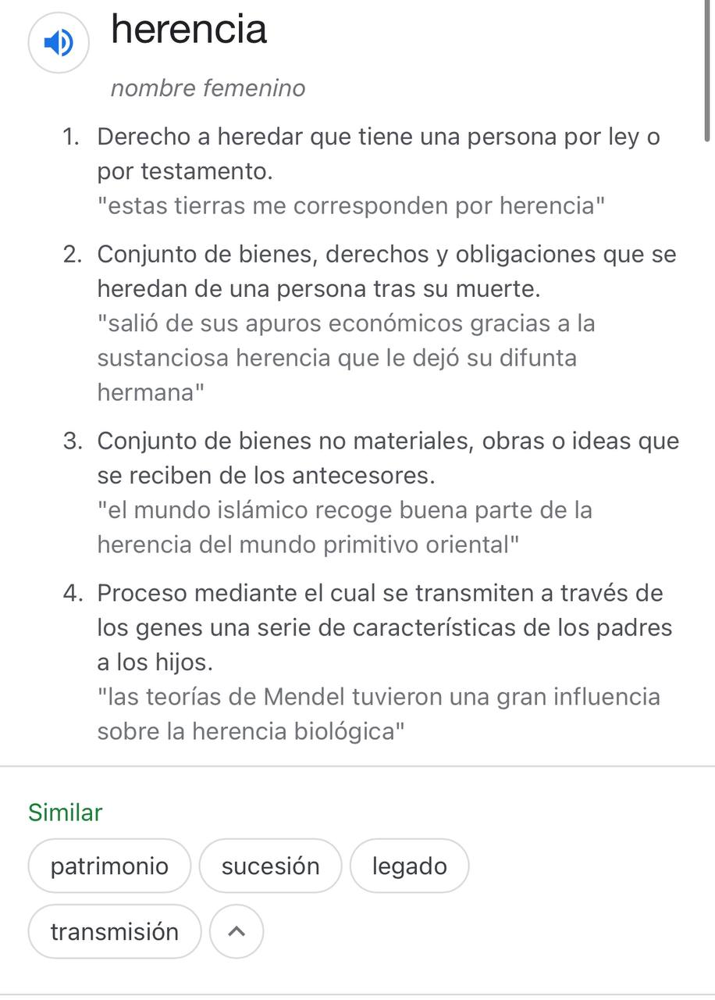 herencia
nombre femenino
1. Derecho a heredar que tiene una persona por ley o
por testamento.
"estas tierras me corresponden por herencia"
2. Conjunto de bienes, derechos y obligaciones que se
heredan de una persona tras su muerte.
"salió de sus apuros económicos gracias a la
sustanciosa herencia que le dejó su difunta
hermana"
3. Conjunto de bienes no materiales, obras o ideas que
se reciben de los antecesores.
"el mundo islámico recoge buena parte de la
herencia del mundo primitivo oriental"
4. Proceso mediante el cual se transmiten a través de
los genes una serie de características de los padres
a los hijos.
"las teorías de Mendel tuvieron una gran influencia
sobre la herencia biológica"
Similar
patrimonio sucesión legado
transmisión